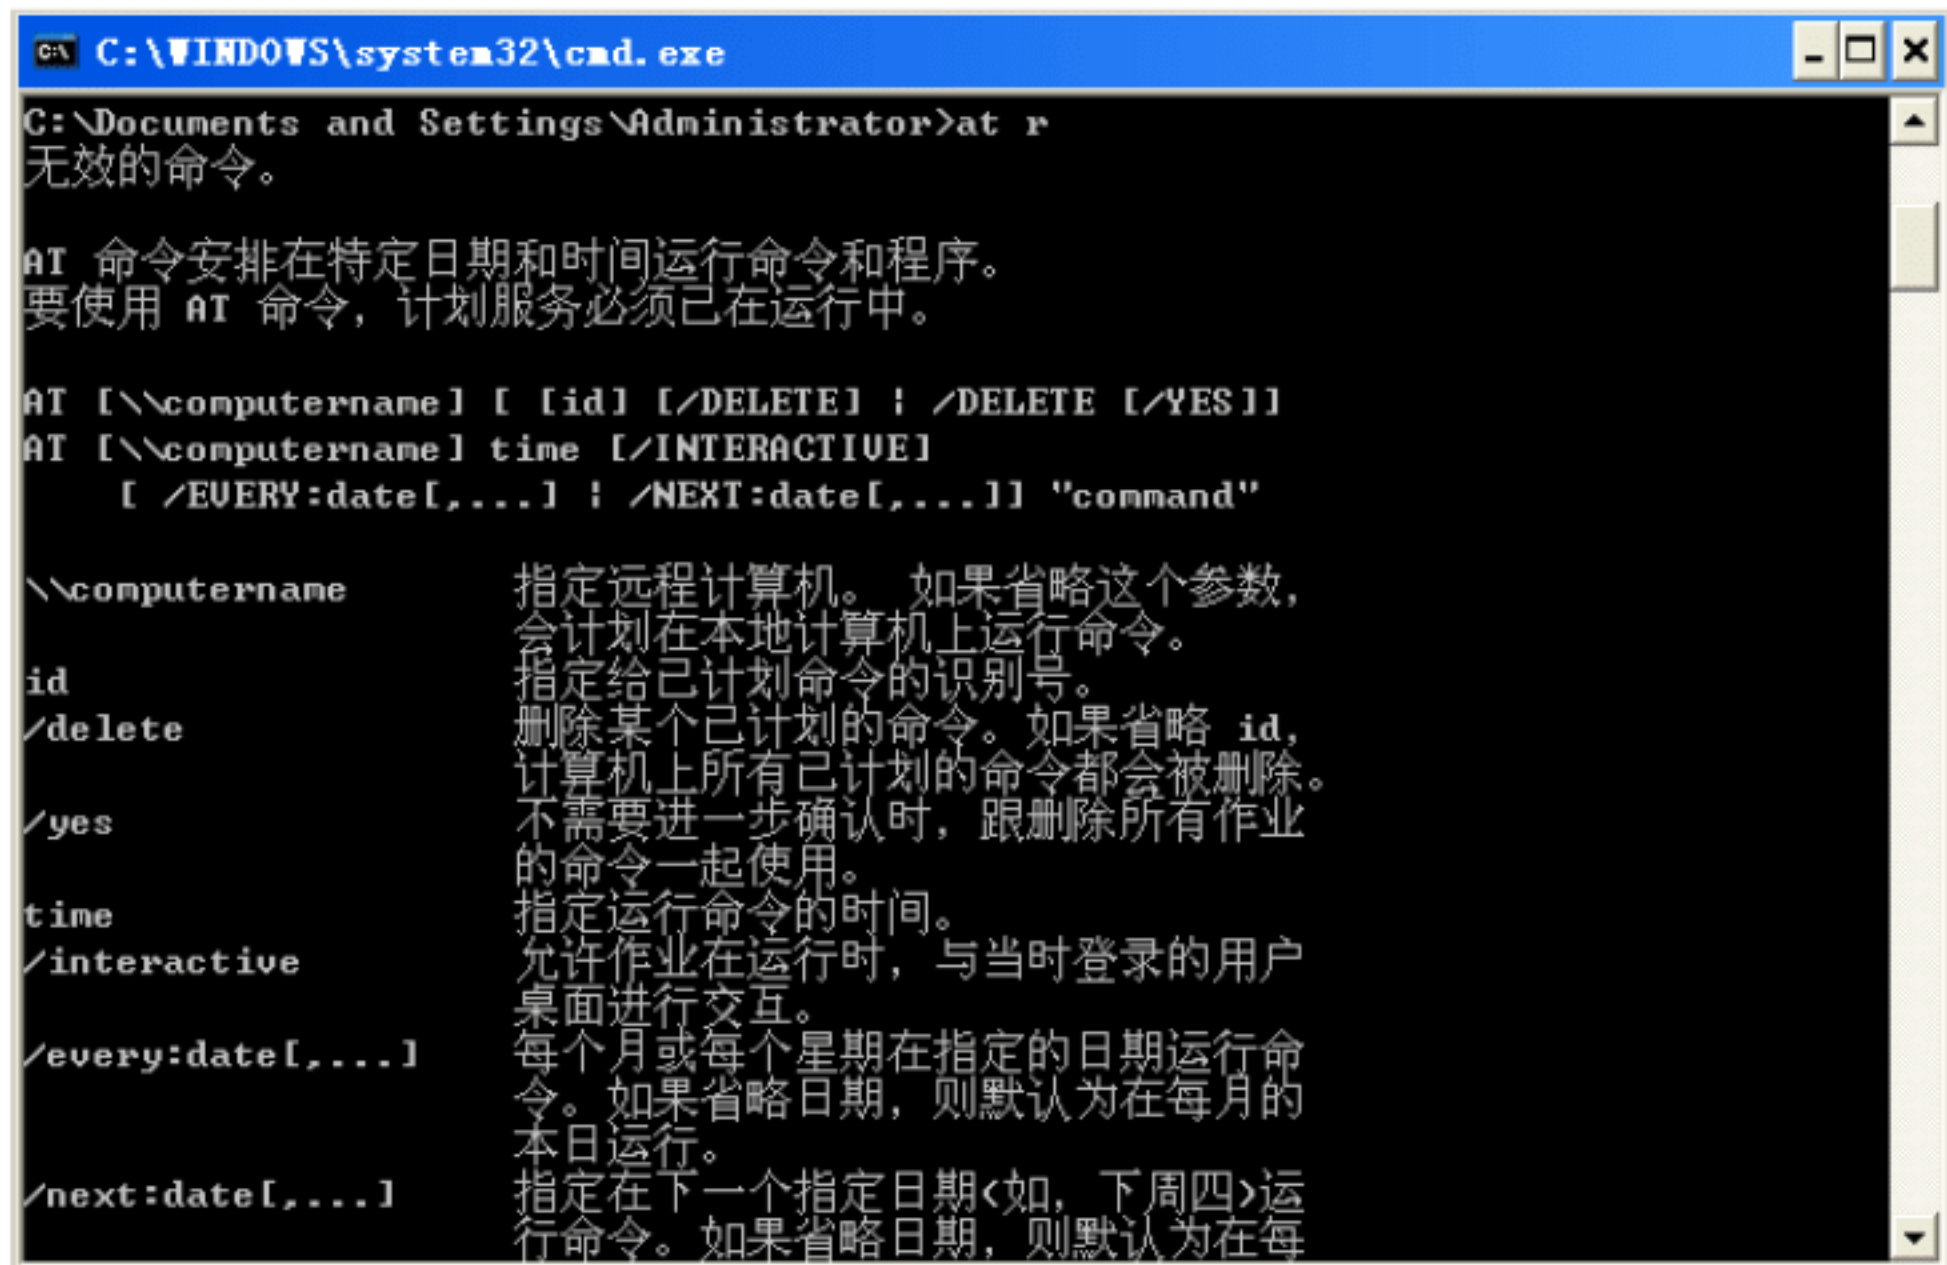 C:\WINDOWS\system32\cmd.exe
C:\Documents and Settings\Administrator>at r
无效的命令。
AT 命令安排在特定日期和时间运行命令和程序。
要使用 AT 命令，计划服务必须已在运行中。
AT [\\computername] [ [id] [/DELETE] | /DELETE [/YES]]
AT [\\computername] time [/INTERACTIVE]
[ /EVERY:date[,...] | /NEXT:date[,...]] "command"
\\computername 指定远程计算机。 如果省略这个参数，
会计划在本地计算机上运行命令。
id 指定给已计划命令的识别号。
/delete 删除某个已计划的命令。如果省略 id，
计算机上所有已计划的命令都会被删除。
/yes 不需要进一步确认时，跟删除所有作业
的命令一起使用。
time 指定运行命令的时间。
/interactive 允许作业在运行时，与当时登录的用户
桌面进行交互。
/every:date[,...] 每个月或每个星期在指定的日期运行命
令。如果省略日期，则默认为在每月的
本日运行。
/next:date[,...] 指定在下一个指定日期(如，下周四)运
行命令。如果省略日期，则默认为在每